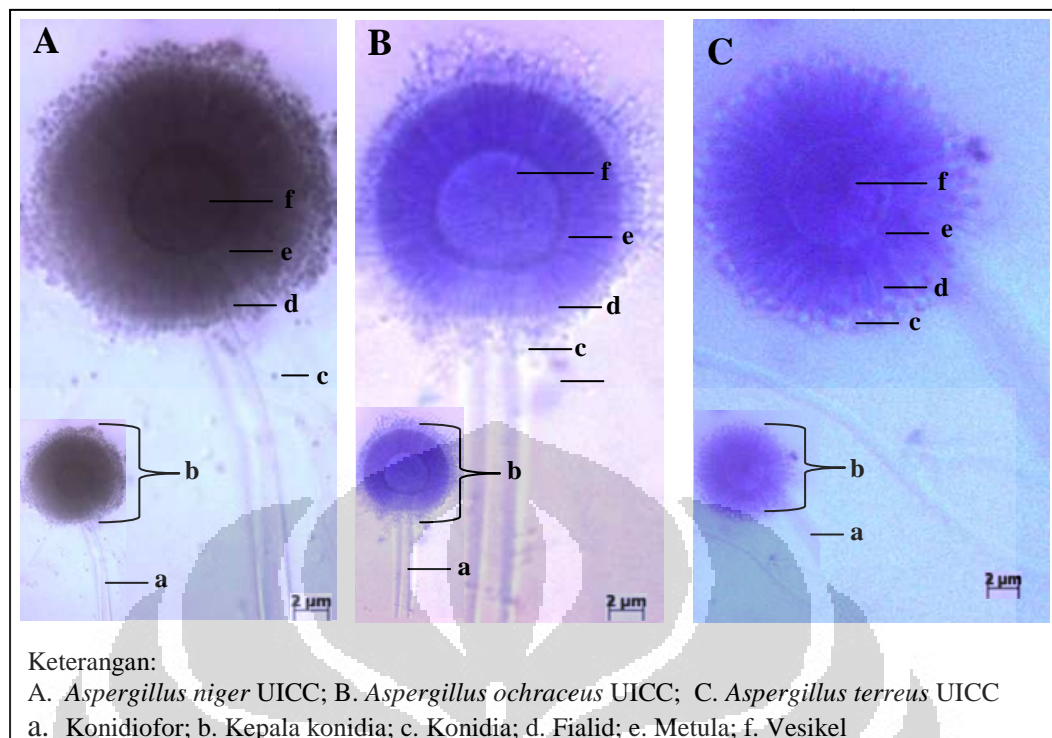 A
B
C
f
e
d
c
b
a
2 µm
f
e
d
c
b
a
2 µm
f
e
d
c
b
a
2 µm
Keterangan:
A. Aspergillus niger UICC; B. Aspergillus ochraceus UICC; C. Aspergillus terreus UICC
a. Konidiofor; b. Kepala konidia; c. Konidia; d. Fialid; e. Metula; f. Vesikel